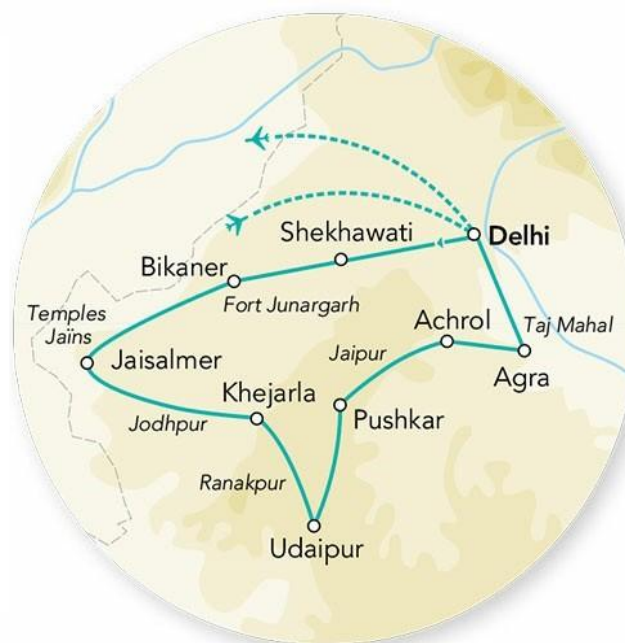 Delhi
Shekhawati
Bikaner
Fort Junargarh
Temples
Jaïns
Jaisalmer
Achrol
Taj Mahal
Jaipur
Agra
Khejarla
Pushkar
Jodhpur
Ranakpur
Udaipur